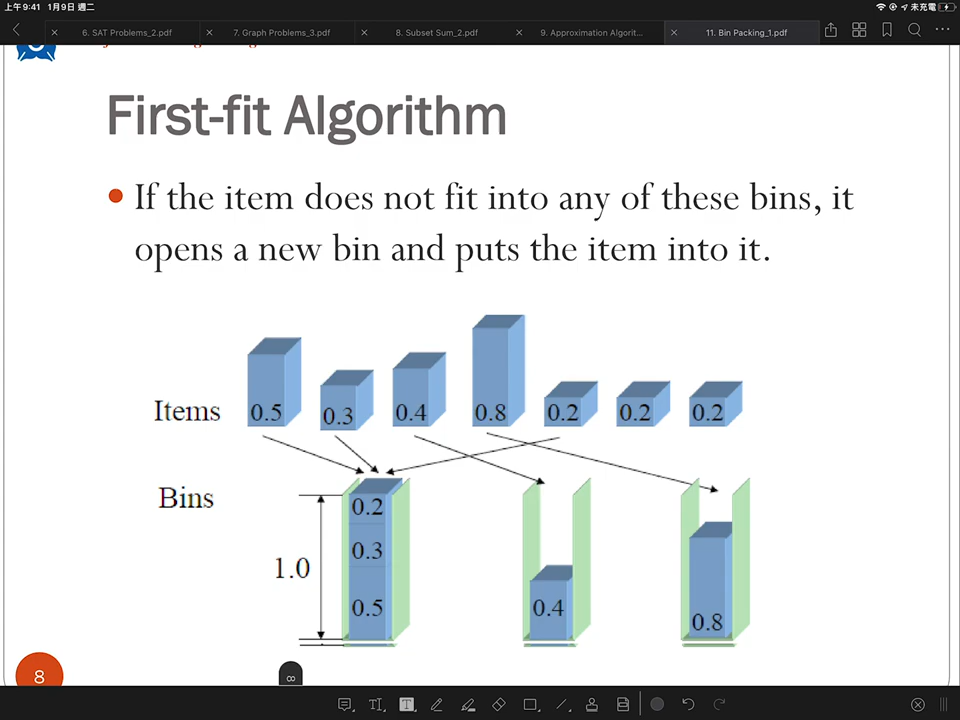 上午9:41 1月9日 週二
未充電
6. SAT Problems_2.pdf
7. Graph Problems_3.pdf
8. Subset Sum_2.pdf
9. Approximation Algorit...
11. Bin Packing_1.pdf
First-fit Algorithm
If the item does not fit into any of these bins, it
opens a new bin and puts the item into it.
Items
0.5
0.3
0.4
0.8
0.2
0.2
0.2
Bins
1.0
0.2
0.3
0.5
0.4
0.8
8
8